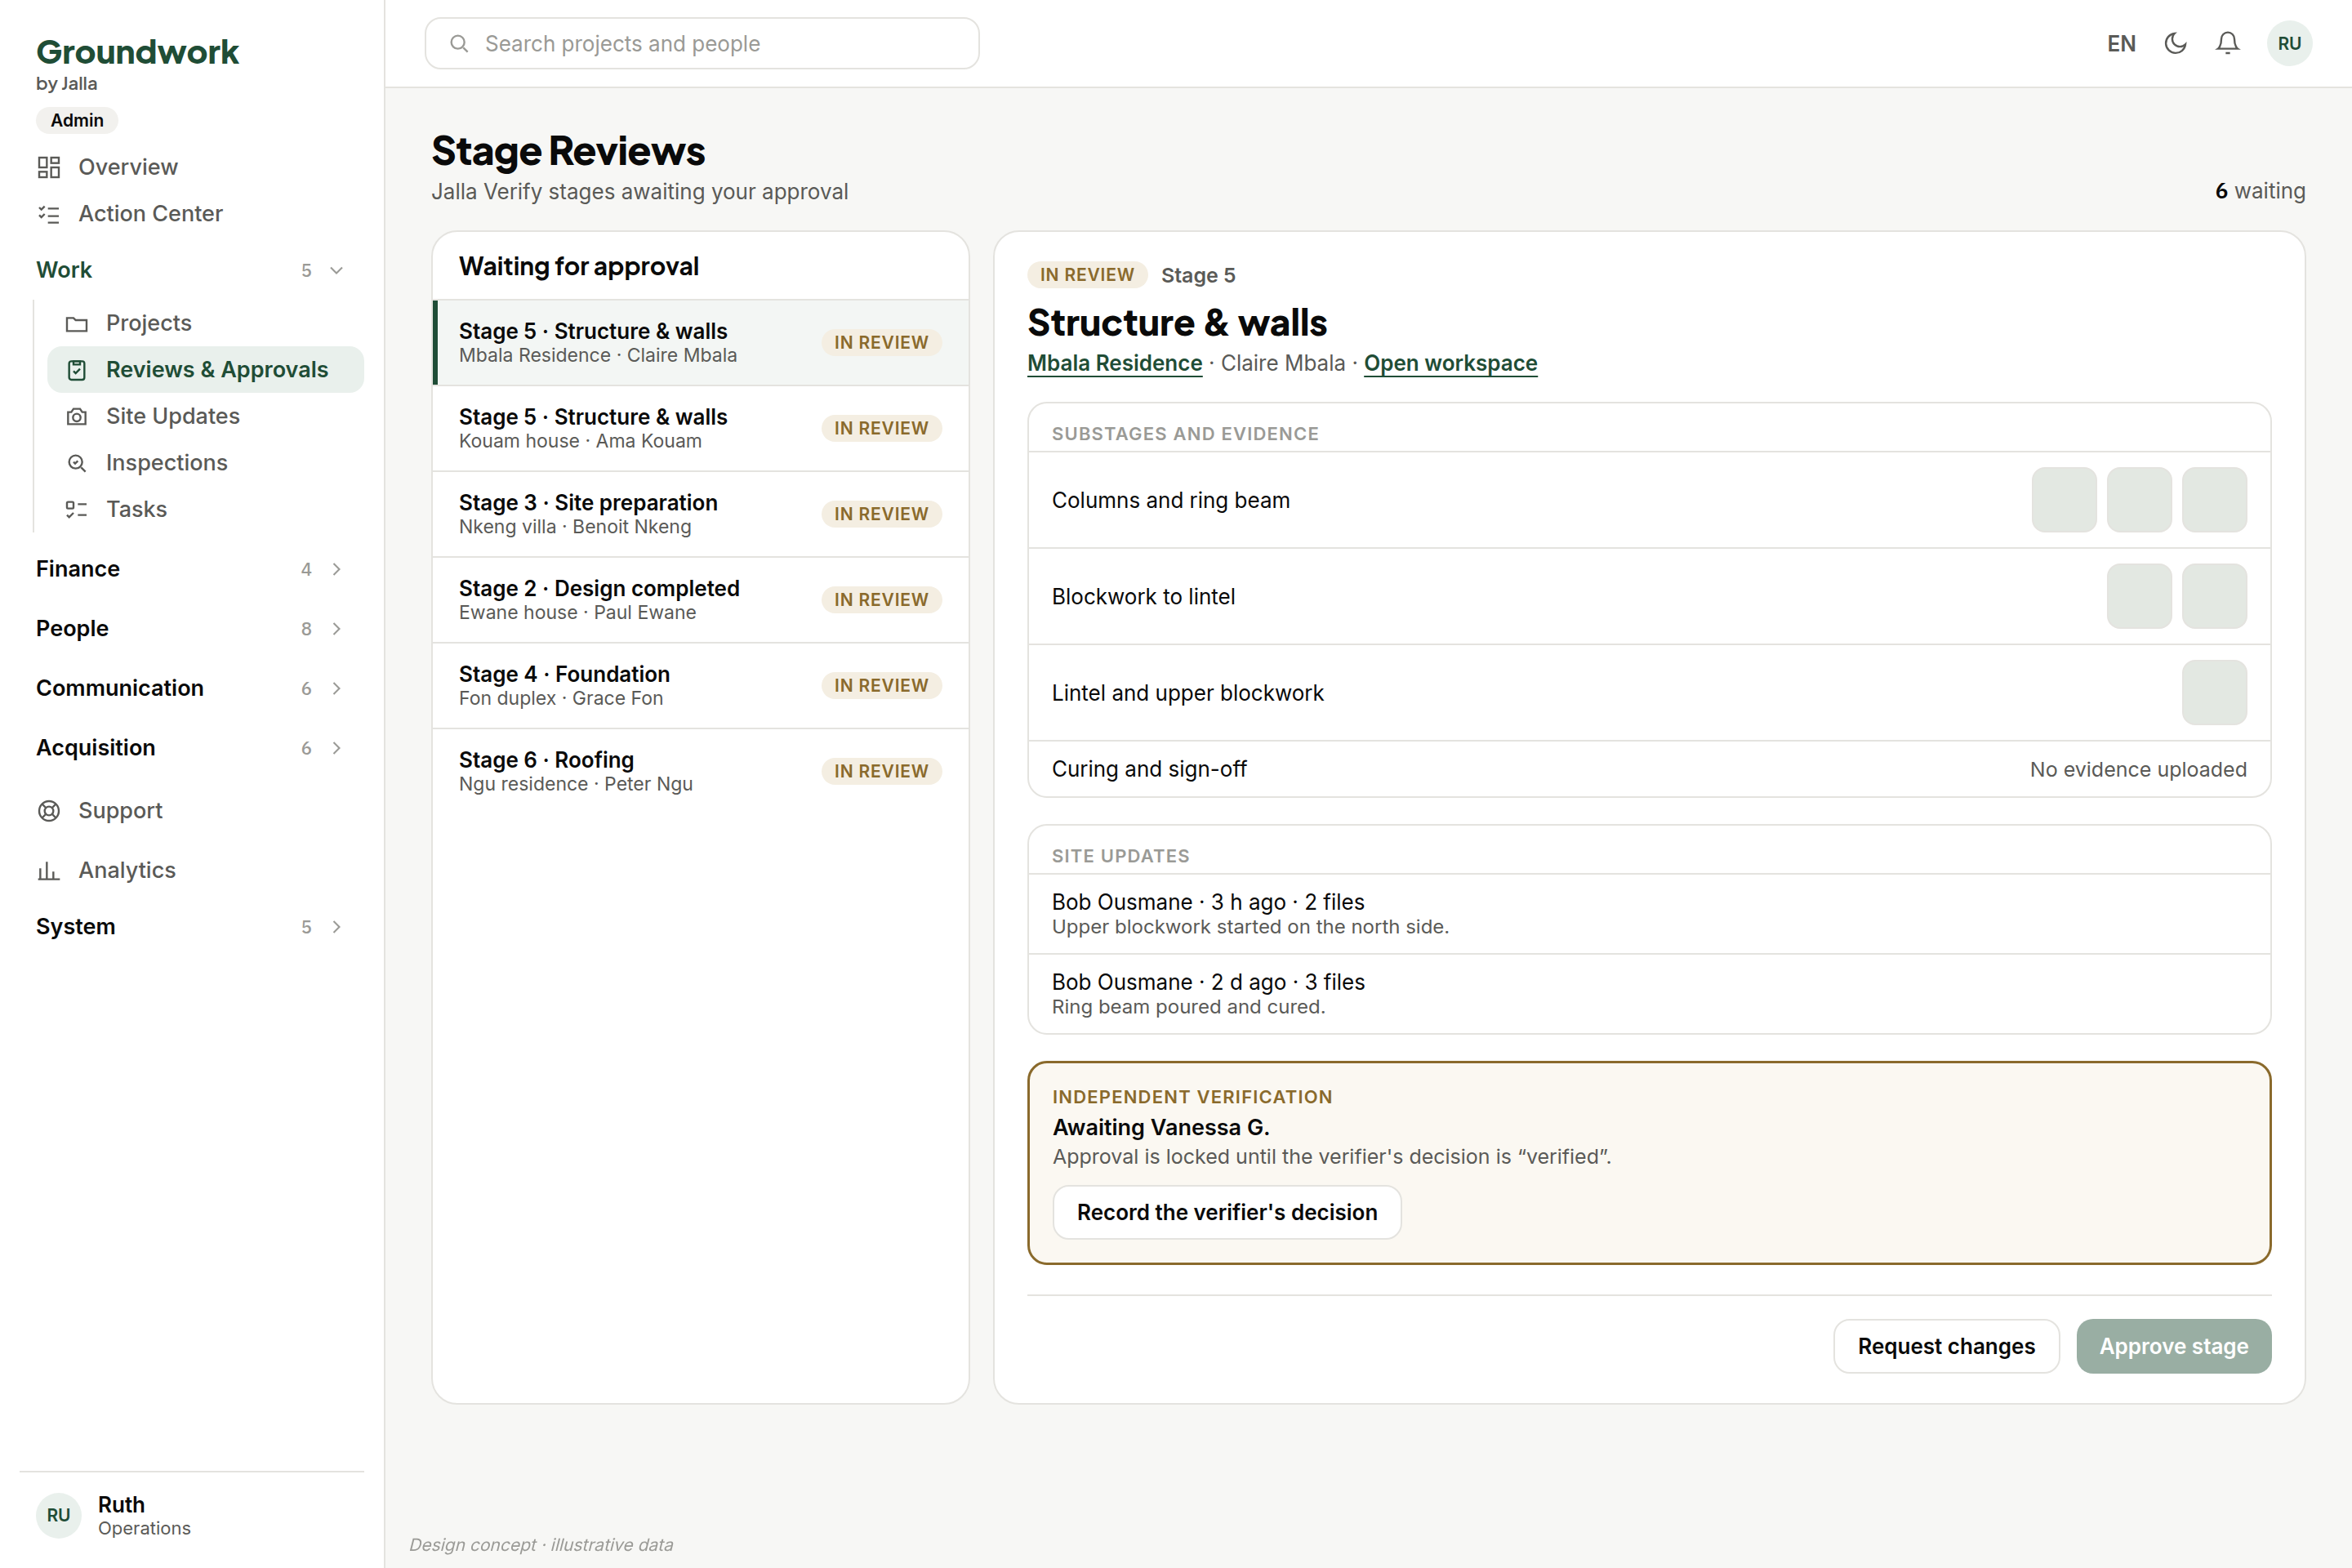 Groundwork
by Jalla
Admin
Overview
Action Center
Work 5
Projects
Reviews & Approvals
Site Updates
Inspections
Tasks
Finance 4
People 8
Communication 6
Acquisition 6
Support
Analytics
System 5
RU
Ruth
Operations
Search projects and people
EN
RU
Stage Reviews
Jalla Verify stages awaiting your approval
6 waiting
Waiting for approval
Stage 5 · Structure & walls
Mbala Residence · Claire Mbala
IN REVIEW
Stage 5 · Structure & walls
Kouam house · Ama Kouam
IN REVIEW
Stage 3 · Site preparation
Nkeng villa · Benoit Nkeng
IN REVIEW
Stage 2 · Design completed
Ewane house · Paul Ewane
IN REVIEW
Stage 4 · Foundation
Fon duplex · Grace Fon
IN REVIEW
Stage 6 · Roofing
Ngu residence · Peter Ngu
IN REVIEW
IN REVIEW Stage 5
Structure & walls
Mbala Residence · Claire Mbala · Open workspace
SUBSTAGES AND EVIDENCE
Columns and ring beam
Blockwork to lintel
Lintel and upper blockwork
Curing and sign-off No evidence uploaded
SITE UPDATES
Bob Ousmane · 3 h ago · 2 files
Upper blockwork started on the north side.
Bob Ousmane · 2 d ago · 3 files
Ring beam poured and cured.
INDEPENDENT VERIFICATION
Awaiting Vanessa G.
Approval is locked until the verifier's decision is “verified”.
Record the verifier's decision
Request changes
Approve stage
Design concept · illustrative data